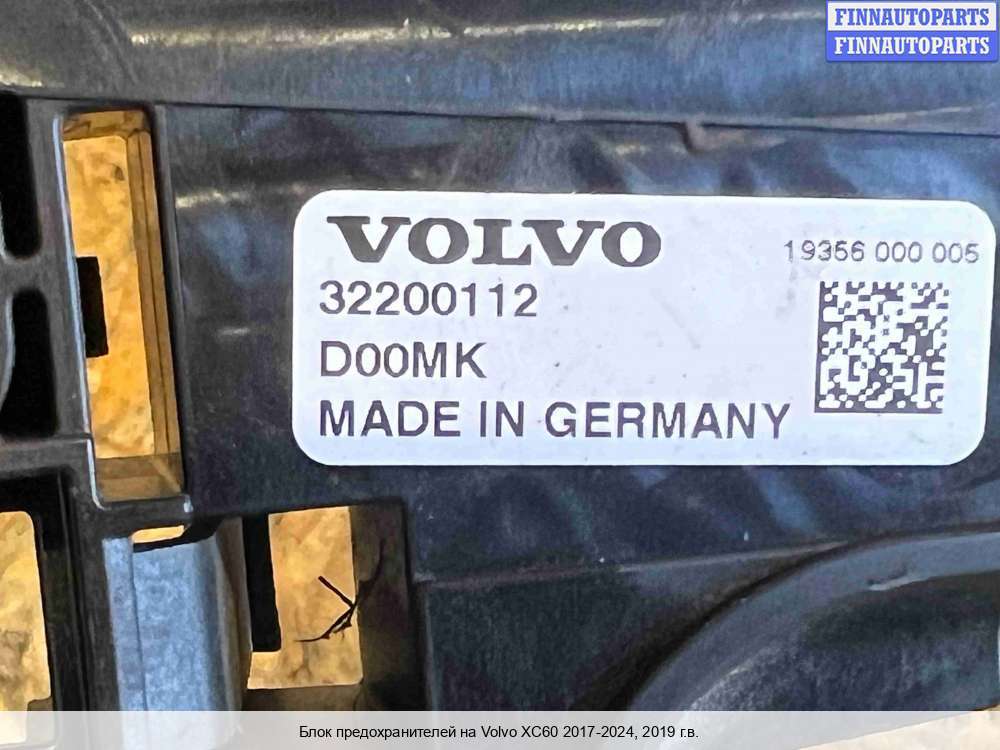 FINNAUTOPARTS
FINNAUTOPARTS
VOLVO
19356 000 005
32200112
D00MK
MADE IN GERMANY
Блок предохранителей на Volvo XC60 2017-2024, 2019 г.в.